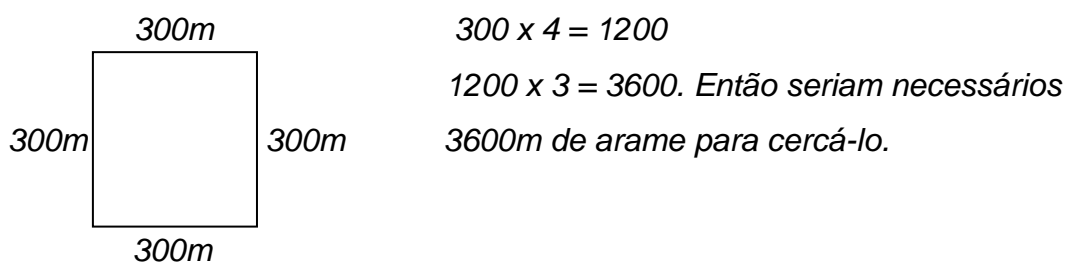 300m
300 x 4 = 1200
1200 x 3 = 3600. Então seriam necessários
300m
300m
3600m de arame para cercá-lo.
300m